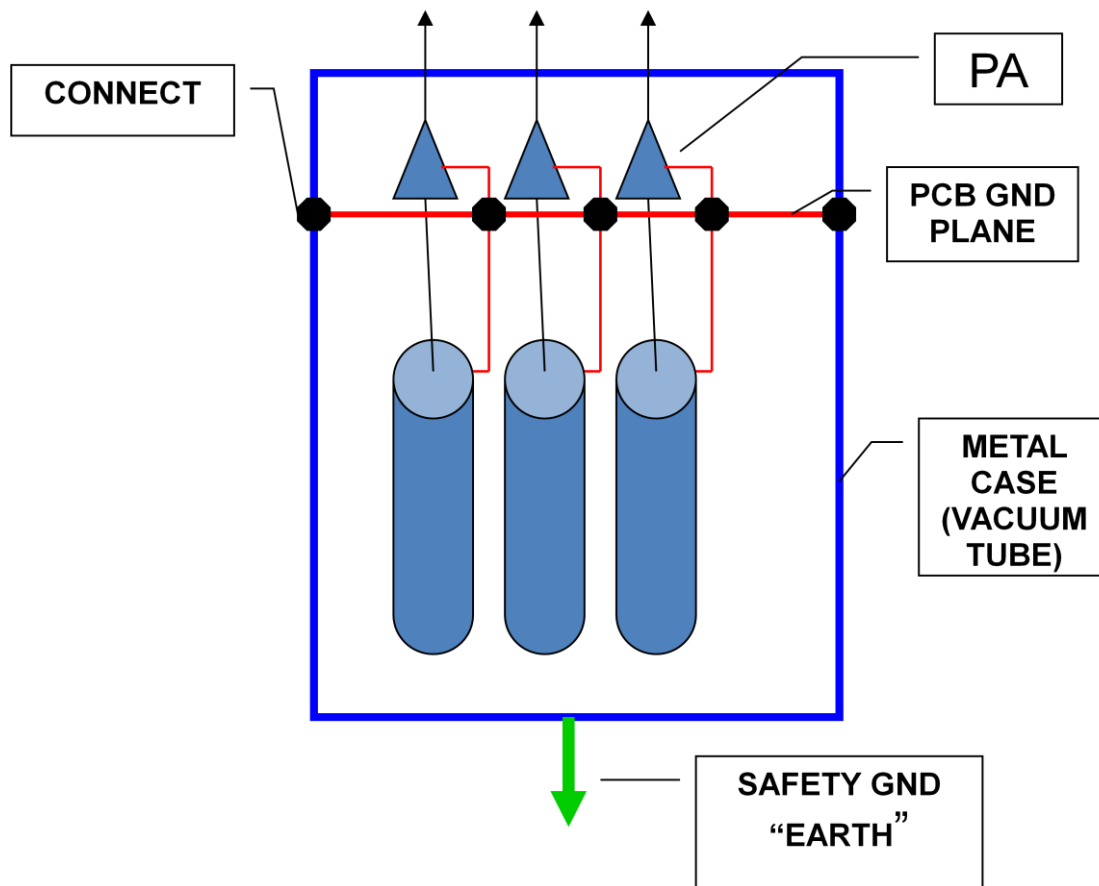 CONNECT
PA
PCB GND
PLANE
METAL
CASE
(VACUUM
TUBE)
SAFETY GND
“EARTH”